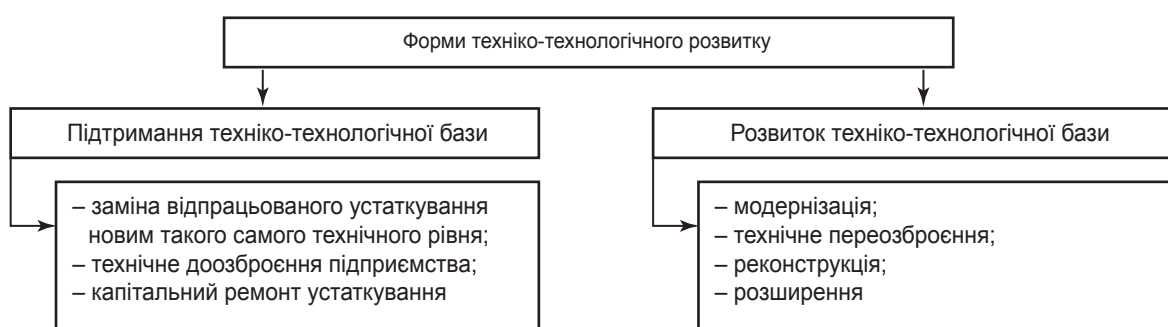 Форми техніко-технологічного розвитку
Підтримання техніко-технологічної бази
– заміна відпрацьованого устаткування
новим такого самого технічного рівня;
– технічне доозброєння підприємства;
– капітальний ремонт устаткування
Розвиток техніко-технологічної бази
– модернізація;
– технічне переозброєння;
– реконструкція;
– розширення